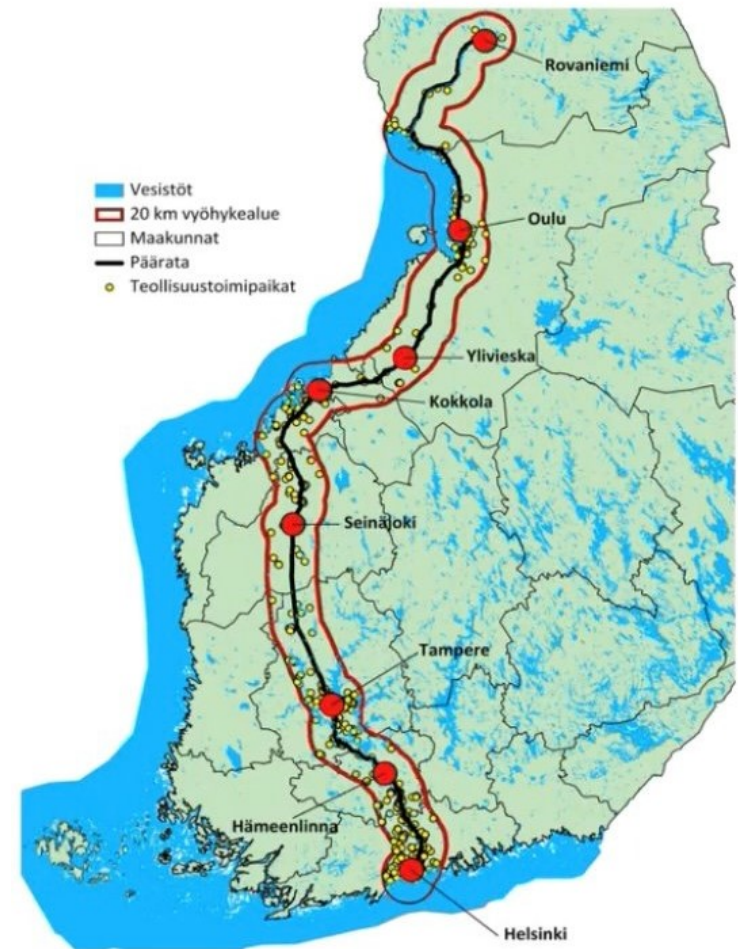 Rovaniemi
Vesistöt
20 km vyöhykealue
Maakunnat
Päärata
Teollisuustoimipaikat
Oulu
Ylivieska
Kokkola
Seinäjoki
Tampere
Hämeenlinna
Helsinki